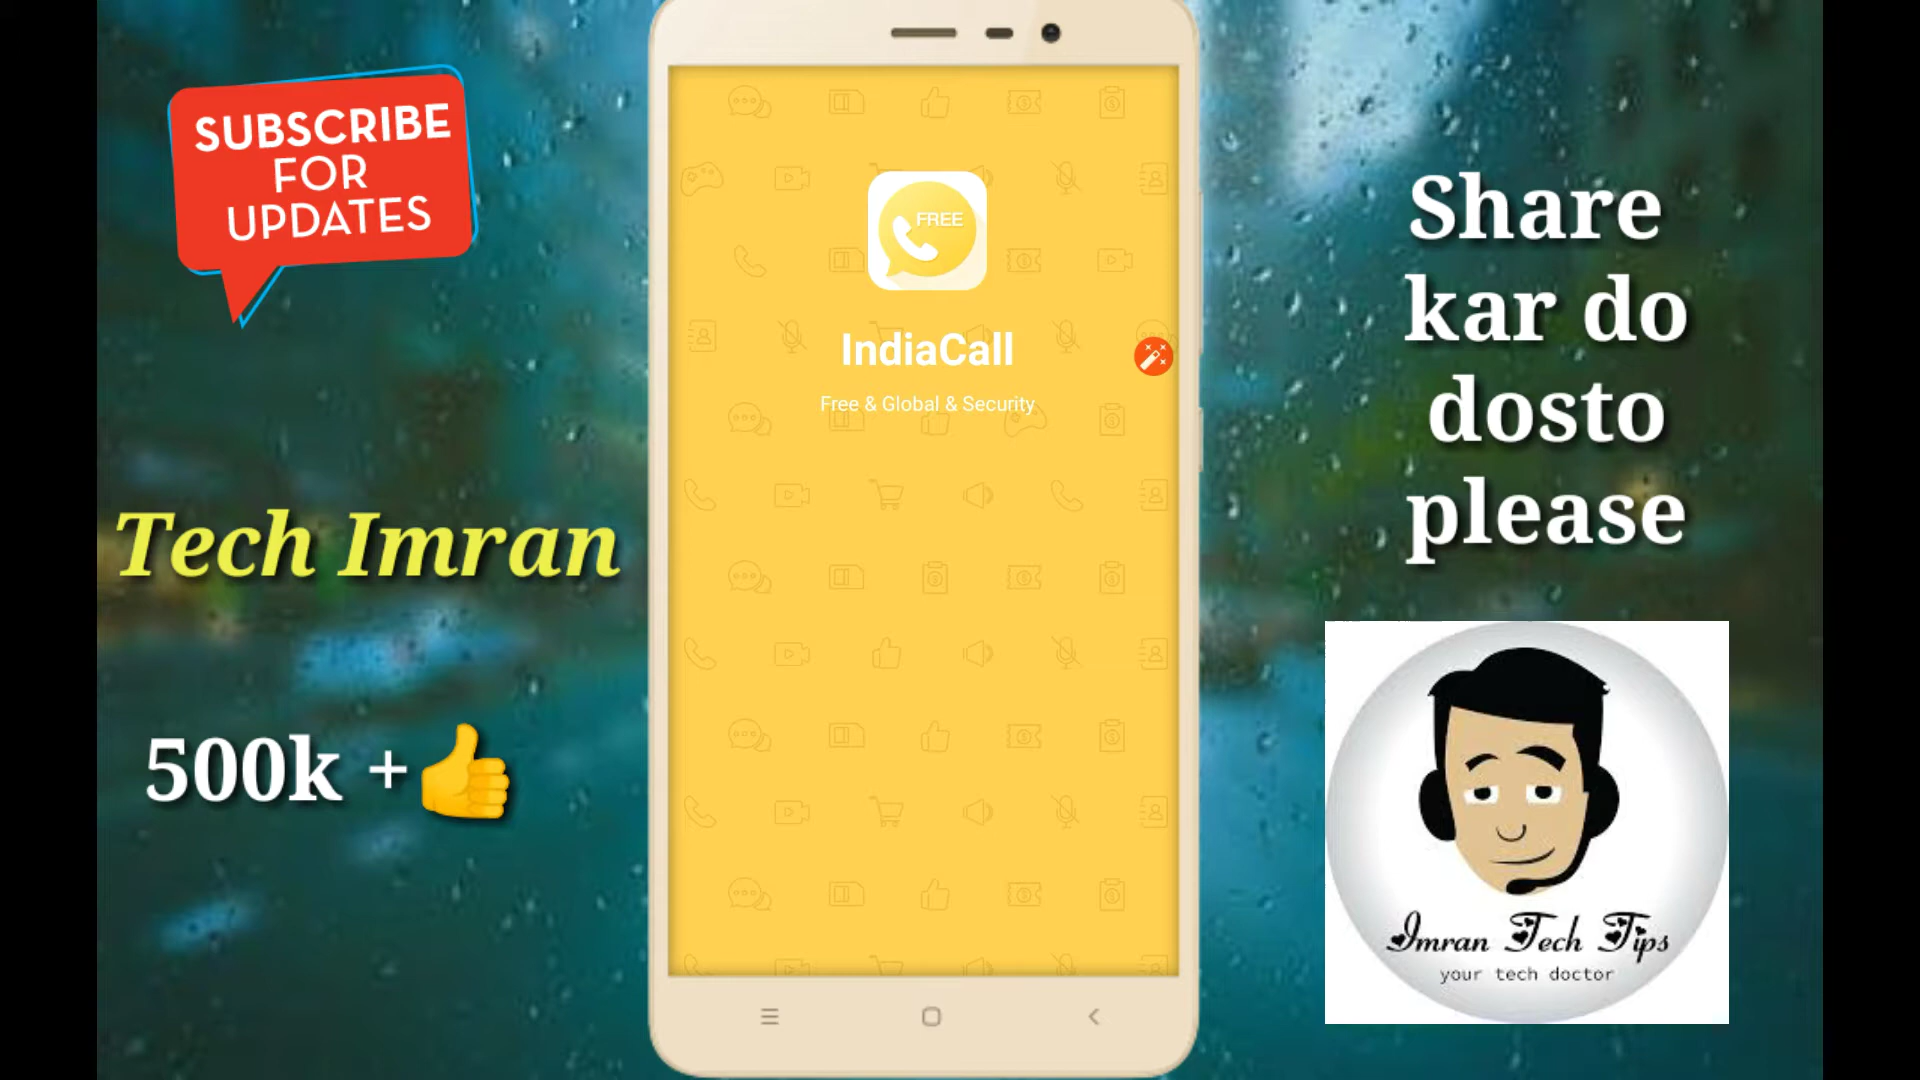 SUBSCRIBE
FOR
UPDATES
Tech Imran
500k +👍
FREE
IndiaCall
Free & Global & Security
Share
kar do
dosto
please
Imran Tech Tips
your tech doctor